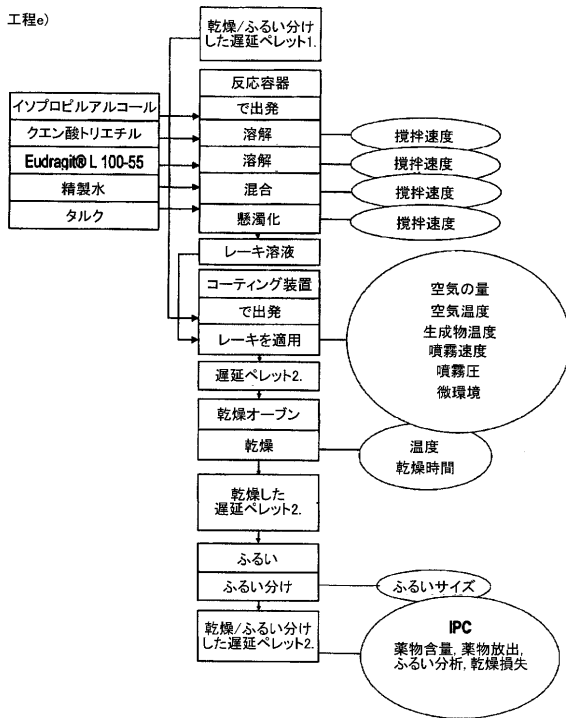 工程e)
乾燥/ふるい分け
した遅延ペレット1.
反応容器
で出発
イソプロピルアルコール
クエン酸トリエチル
Eudragit® L 100-55
精製水
タルク
溶解
溶解
混合
懸濁化
撹拌速度
撹拌速度
撹拌速度
撹拌速度
レーキ溶液
コーティング装置
で出発
レーキを適用
空気の量
空気温度
生成物温度
噴霧速度
噴霧圧
微環境
遅延ペレット2.
乾燥オーブン
乾燥
温度
乾燥時間
乾燥した
遅延ペレット2.
ふるい
ふるい分け
ふるいサイズ
乾燥/ふるい分け
した遅延ペレット2.
IPC
薬物含量, 薬物放出,
ふるい分析, 乾燥損失